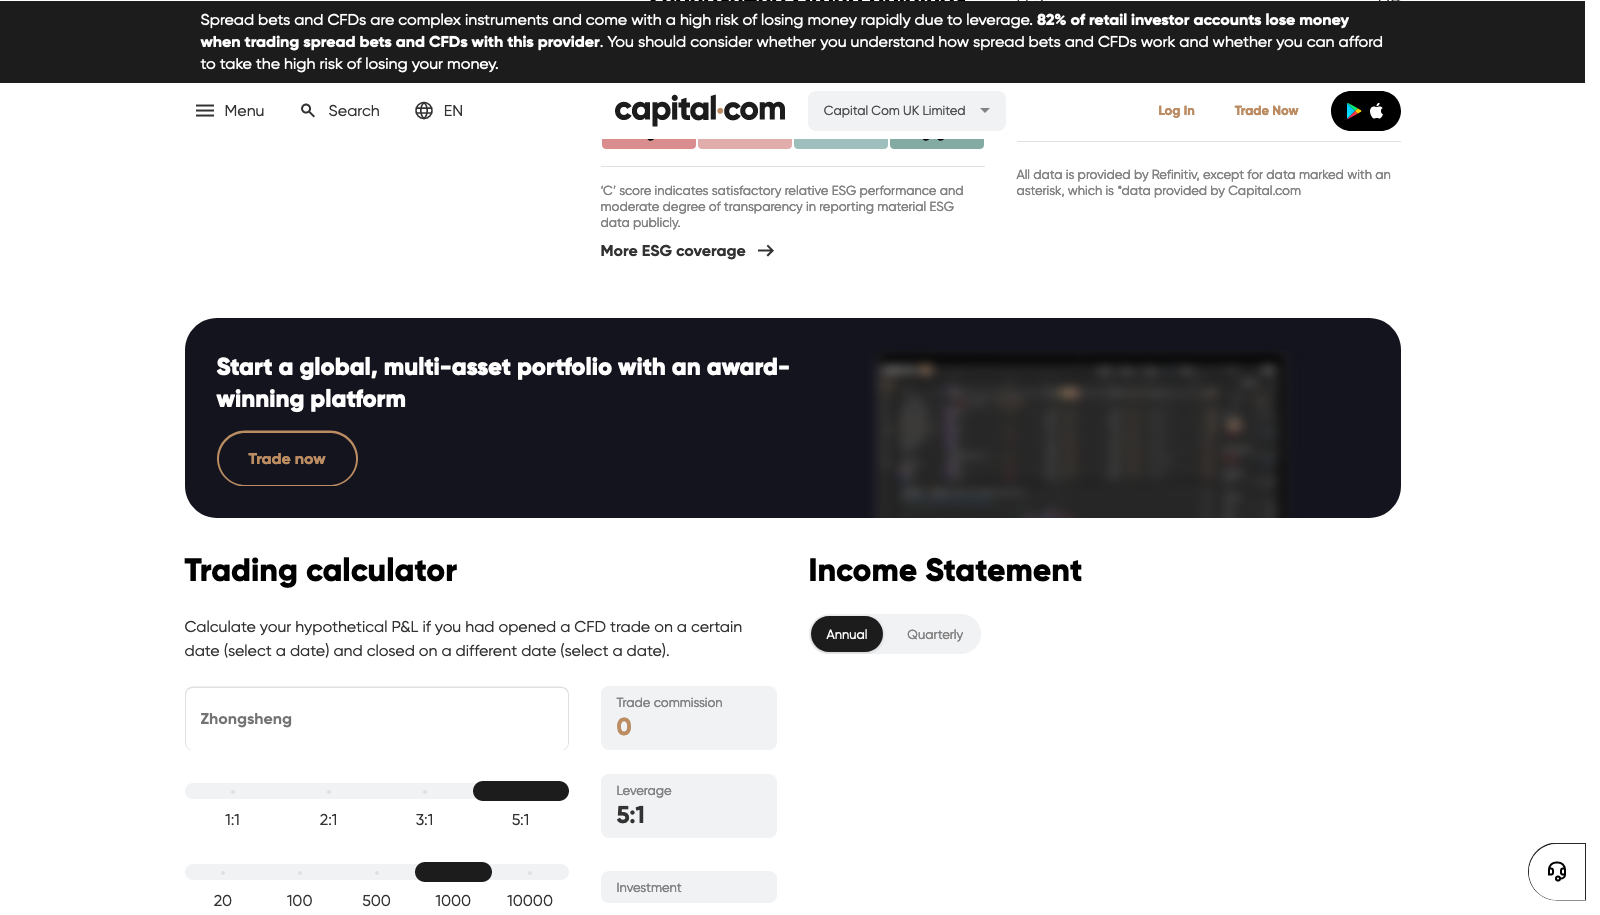 Spread bets and CFDs are complex instruments and come with a high risk of losing money rapidly due to leverage. 82% of retail investor accounts lose money
when trading spread bets and CFDs with this provider. You should consider whether you understand how spread bets and CFDs work and whether you can afford
to take the high risk of losing your money.
Menu
Search
EN
capital.com
Capital Com UK Limited
Log In
Trade Now
'C' score indicates satisfactory relative ESG performance and
moderate degree of transparency in reporting material ESG
data publicly.
More ESG coverage
All data is provided by Refinitiv, except for data marked with an
asterisk, which is *data provided by Capital.com
Start a global, multi-asset portfolio with an award-
winning platform
Trade now
Trading calculator
Calculate your hypothetical P&L if you had opened a CFD trade on a certain
date (select a date) and closed on a different date (select a date).
Zhongsheng
1:1 2:1 3:1 5:1
20 100 500 1000 10000
Trade commission
0
Leverage
5:1
Investment
Income Statement
Annual Quarterly